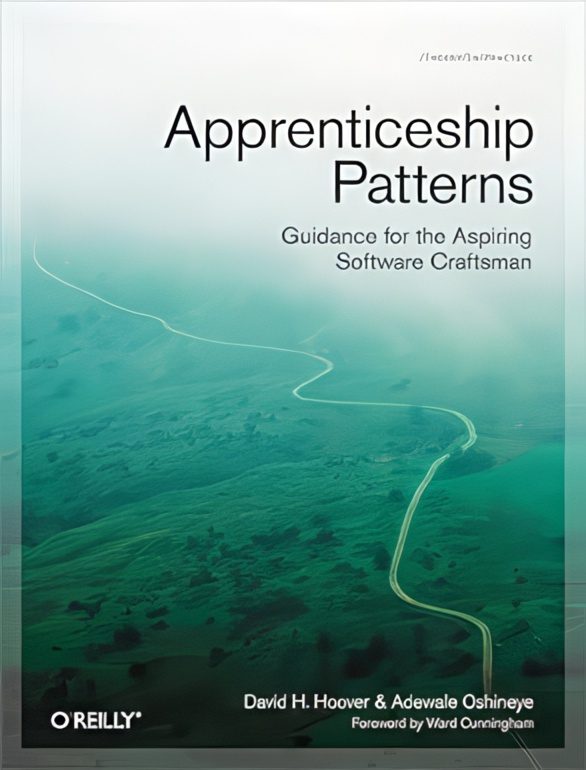 Apprenticeship
Patterns
Guidance for the Aspiring
Software Craftsman
David H. Hoover & Adewale Oshineye
O'REILLY®
Foreword by Ward Cunningham